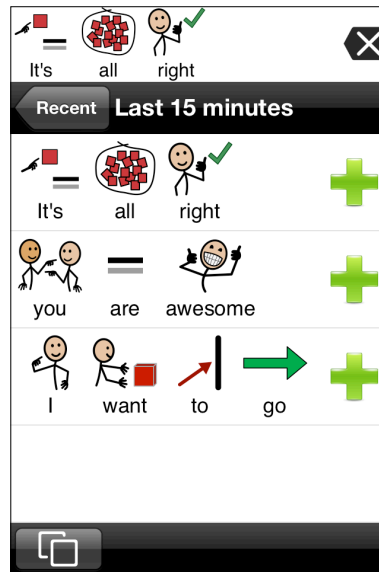 It's all right
Recent Last 15 minutes
It's all right
you are awesome
I want to go